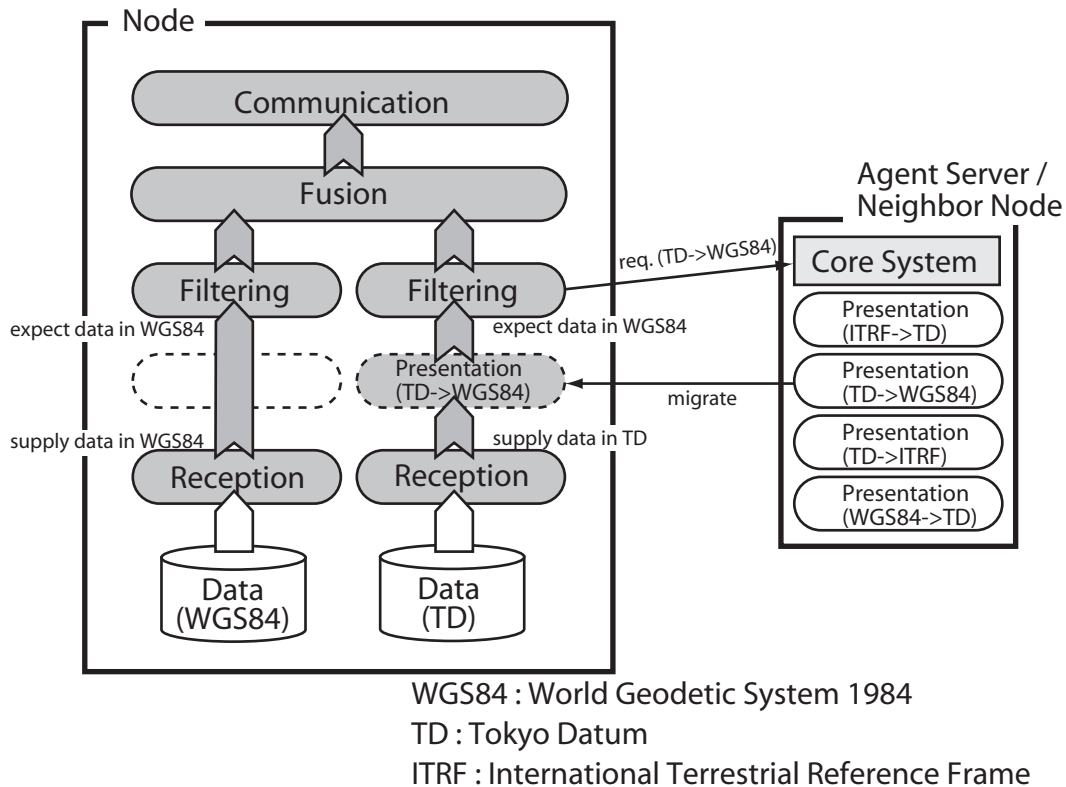 Node
Communication
Fusion
Filtering
Filtering
expect data in WGS84
expect data in WGS84
Presentation
(TD->WGS84)
supply data in WGS84
supply data in TD
Reception
Reception
Data
(WGS84)
Data
(TD)
req. (TD->WGS84)
migrate
Agent Server /
Neighbor Node
Core System
Presentation
(ITRF->TD)
Presentation
(TD->WGS84)
Presentation
(TD->ITRF)
Presentation
(WGS84->TD)
WGS84 : World Geodetic System 1984
TD : Tokyo Datum
ITRF : International Terrestrial Reference Frame